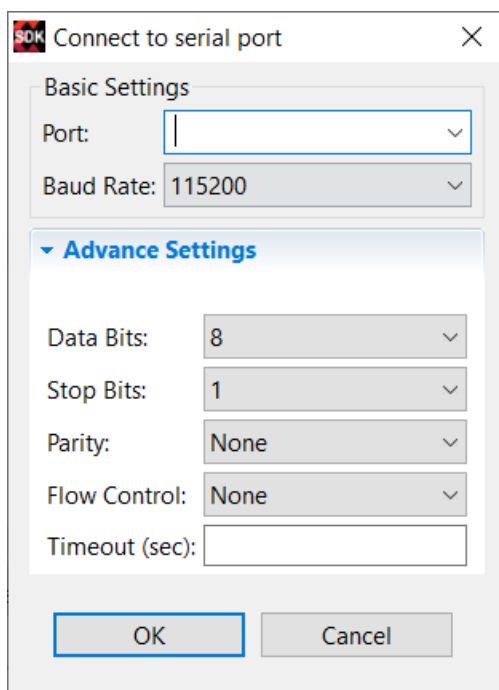 SDK Connect to serial port
Basic Settings
Port:
Baud Rate: 115200
Advance Settings
Data Bits: 8
Stop Bits: 1
Parity: None
Flow Control: None
Timeout (sec):
OK Cancel